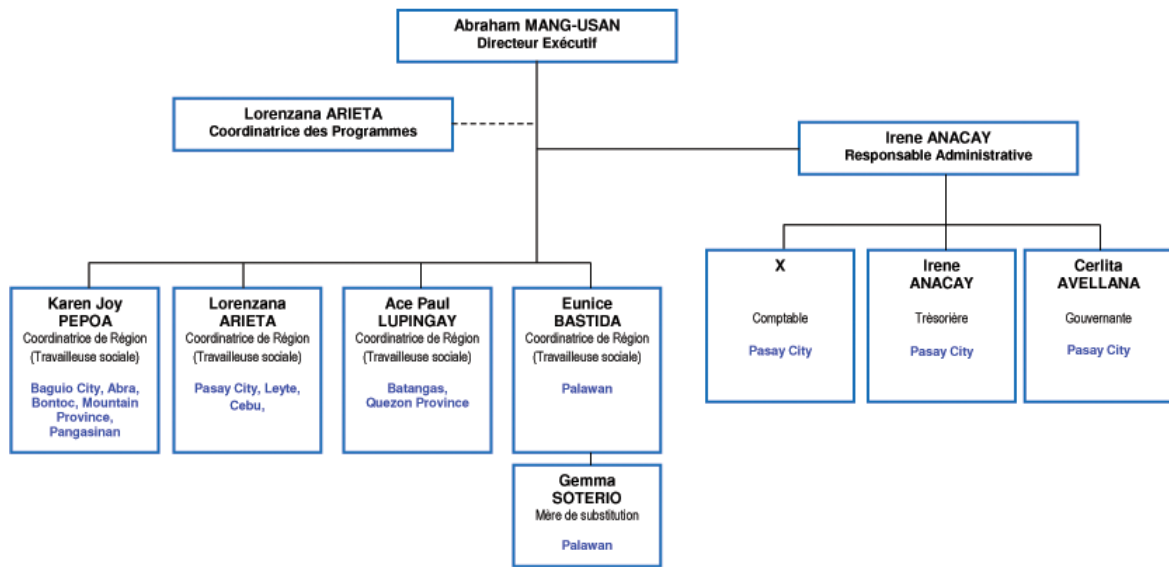 Abraham MANG-USAN
Directeur Exécutif
Lorenzana ARIETA
Coordinatrice des Programmes
Irene ANACAY
Responsable Administrative
Karen Joy
PEPOA
Coordinatrice de Région
(Travailleuse sociale)
Baguio City, Abra,
Bontoc, Mountain
Province,
Pangasinan
Lorenzana
ARIETA
Coordinatrice de Région
(Travailleuse sociale)
Pasay City, Leyte,
Cebu,
Ace Paul
LUPINGAY
Coordinatrice de Région
(Travailleuse sociale)
Batangas,
Quezon Province
Eunice
BASTIDA
Coordinatrice de Région
(Travailleuse sociale)
Palawan
X
Comptable
Pasay City
Irene
ANACAY
Trèsorière
Pasay City
Cerlita
AVELLANA
Gouvernante
Pasay City
Gemma
SOTERIO
Mère de substitution
Palawan